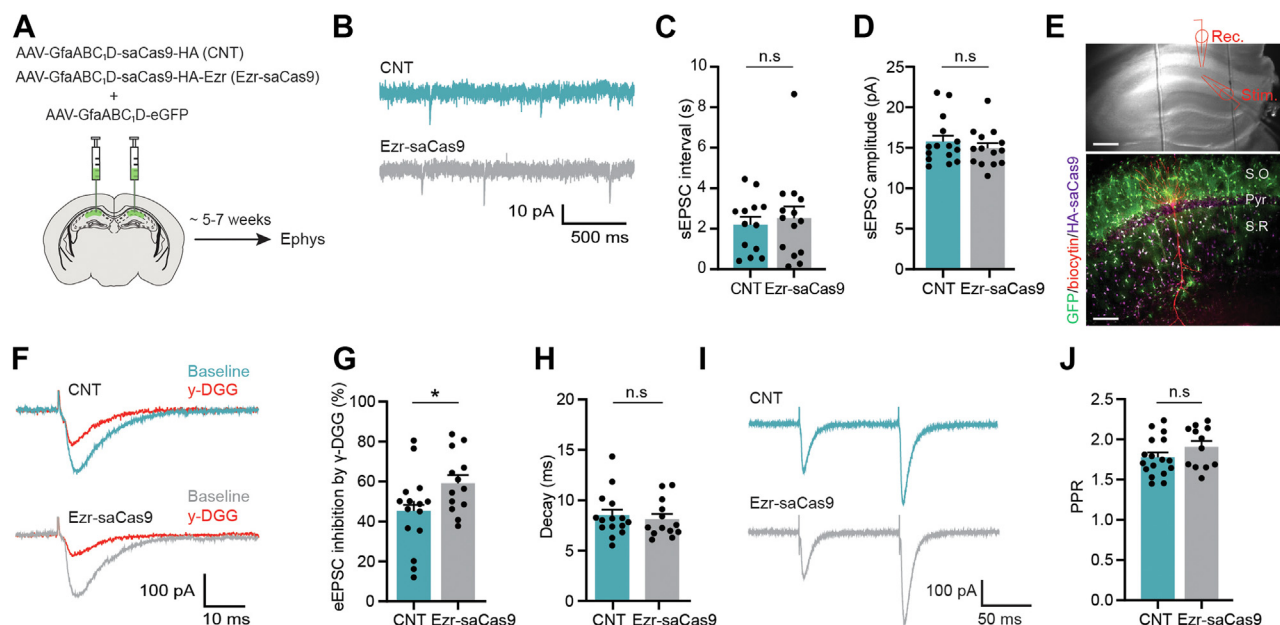 A
AAV-GfaABC₁D-saCas9-HA (CNT)
AAV-GfaABC₁D-saCas9-HA-Ezr (Ezr-saCas9)
+
AAV-GfaABC₁D-eGFP
~ 5-7 weeks
Ephys
B
CNT
Ezr-saCas9
10 pA
500 ms
C
n.s
sEPSC interval (s)
10
8
6
4
2
0
CNT Ezr-saCas9
D
n.s
sEPSC amplitude (pA)
25
20
15
10
5
0
CNT Ezr-saCas9
E
Rec.
Stim.
GFP/biocytin/HA-saCas9
S.O
Pyr
S.R
F
CNT
Baseline
γ-DGG
Ezr-saCas9
Baseline
γ-DGG
100 pA
10 ms
G
*
eEPSC inhibition by γ-DGG (%)
100
80
60
40
20
0
CNT Ezr-saCas9
H
n.s
Decay (ms)
20
15
10
5
0
CNT Ezr-saCas9
I
CNT
Ezr-saCas9
100 pA
50 ms
J
n.s
PPR
2.5
2.0
1.5
1.0
0.5
0.0
CNT Ezr-saCas9